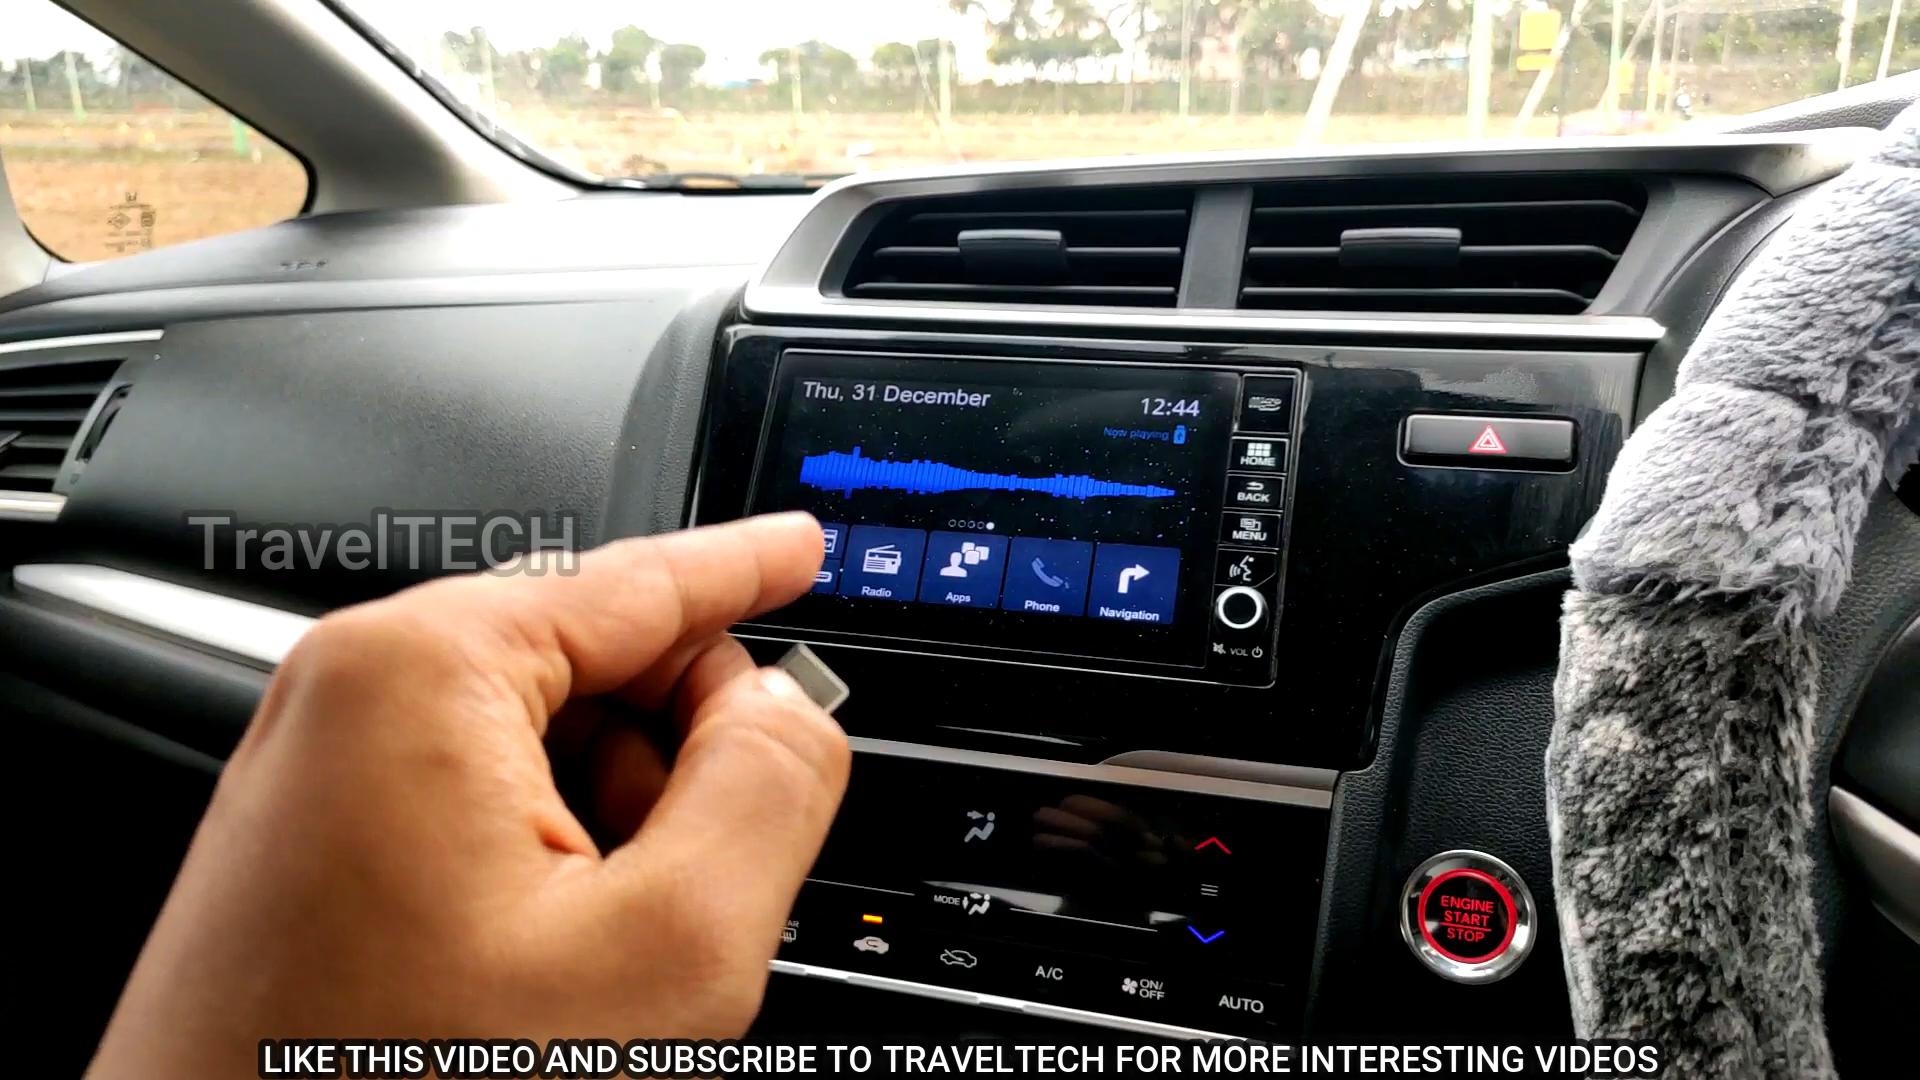 Thu, 31 December
12:44
Now playing
HOME
BACK
MENU
Radio
Apps
Phone
Navigation
VOL
TravelTECH
MODE
ENGINE
START
STOP
A/C
ON/
OFF
AUTO
LIKE THIS VIDEO AND SUBSCRIBE TO TRAVELTECH FOR MORE INTERESTING VIDEOS